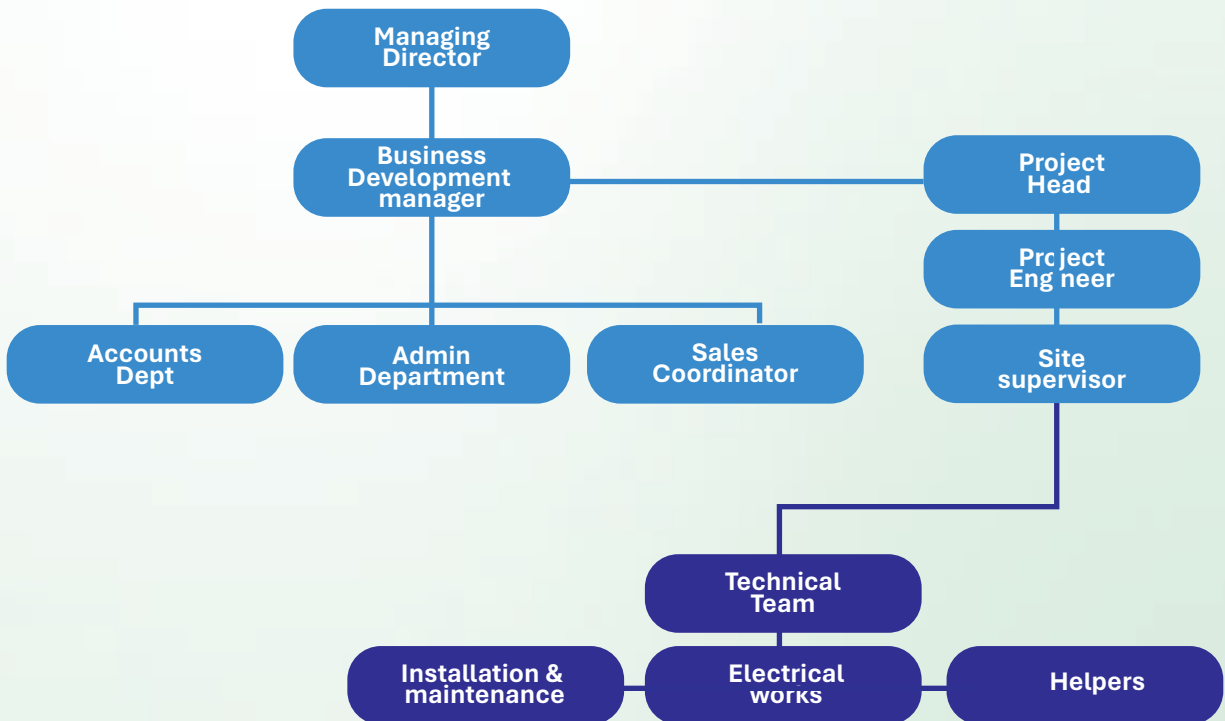 Managing
Director
Business
Development
manager
Project
Head
Project
Engineer
Accounts
Dept
Admin
Department
Sales
Coordinator
Site
supervisor
Technical
Team
Installation &
maintenance
Electrical
works
Helpers